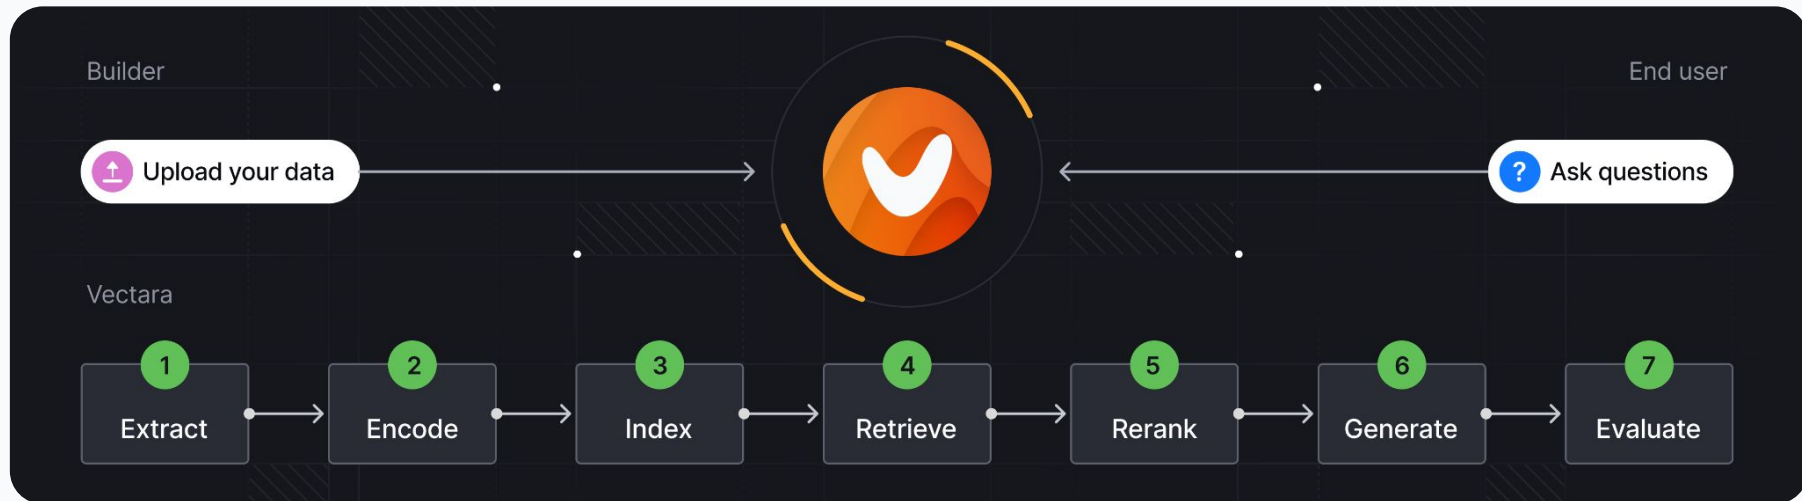 Builder
End user
Upload your data
? Ask questions
Vectara
1
2
3
4
5
6
7
Extract
Encode
Index
Retrieve
Rerank
Generate
Evaluate